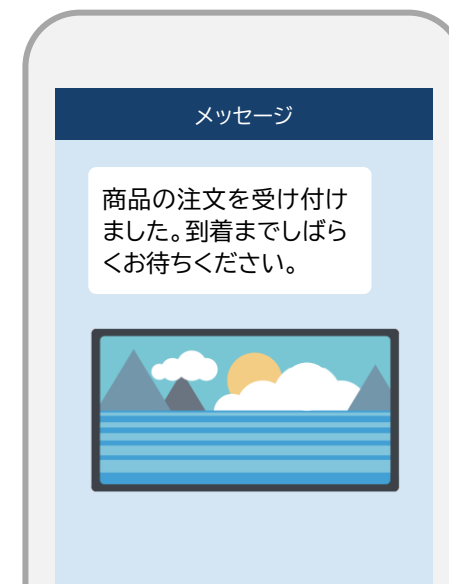 メッセージ
商品の注文を受け付け
ました。到着までしばら
くお待ちください。